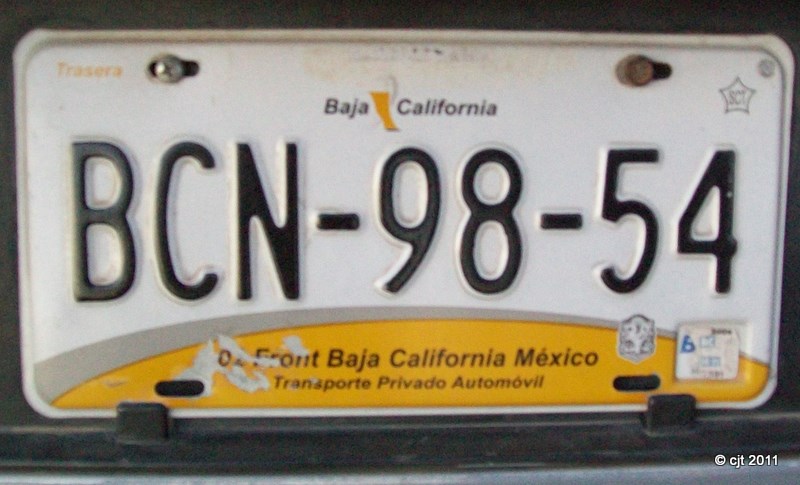 Trasera
Baja California
SCT
BCN-98-54
Front Baja California México
Transporte Privado Automóvil
© cjt 2011